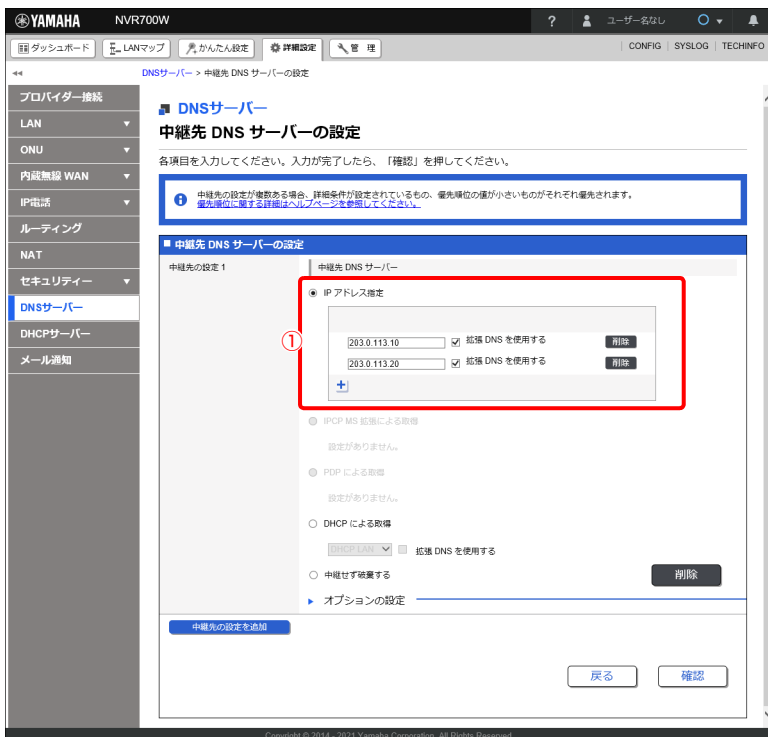 YAMAHA NVR700W ? ユーザーなし
ダッシュボード LANマップ かんたん設定 詳細設定 管 理 CONFIG SYSLOG TECHINFO
DNSサーバー > 中継先 DNS サーバーの設定
プロバイダー接続
LAN
ONU
内蔵無線 WAN
IP電話
ルーティング
NAT
セキュリティー
DNSサーバー
DHCPサーバー
メール通知
DNSサーバー
中継先 DNS サーバーの設定
各項目を入力してください。入力が完了したら、「確認」を押してください。
中継先の設定が複数ある場合、詳細条件が設定されているもの、優先順位の値が小さいものがそれぞれ優先されます。
優先順位に関する詳細はヘルプページを参照してください。
中継先 DNS サーバーの設定
中継先の設定 1 中継先 DNS サーバー
IP アドレス指定
①
203.0.113.10 拡張 DNS を使用する 削除
203.0.113.20 拡張 DNS を使用する 削除
+
IPCP MS 拡張による取得
設定がありません。
PDP による取得
設定がありません。
DHCP による取得
DHCP LAN 拡張 DNS を使用する
中継せず破棄する 削除
オプションの設定
中継先の設定を追加
戻る 確認
Copyright © 2014 - 2021 Yamaha Corporation. All Rights Reserved.